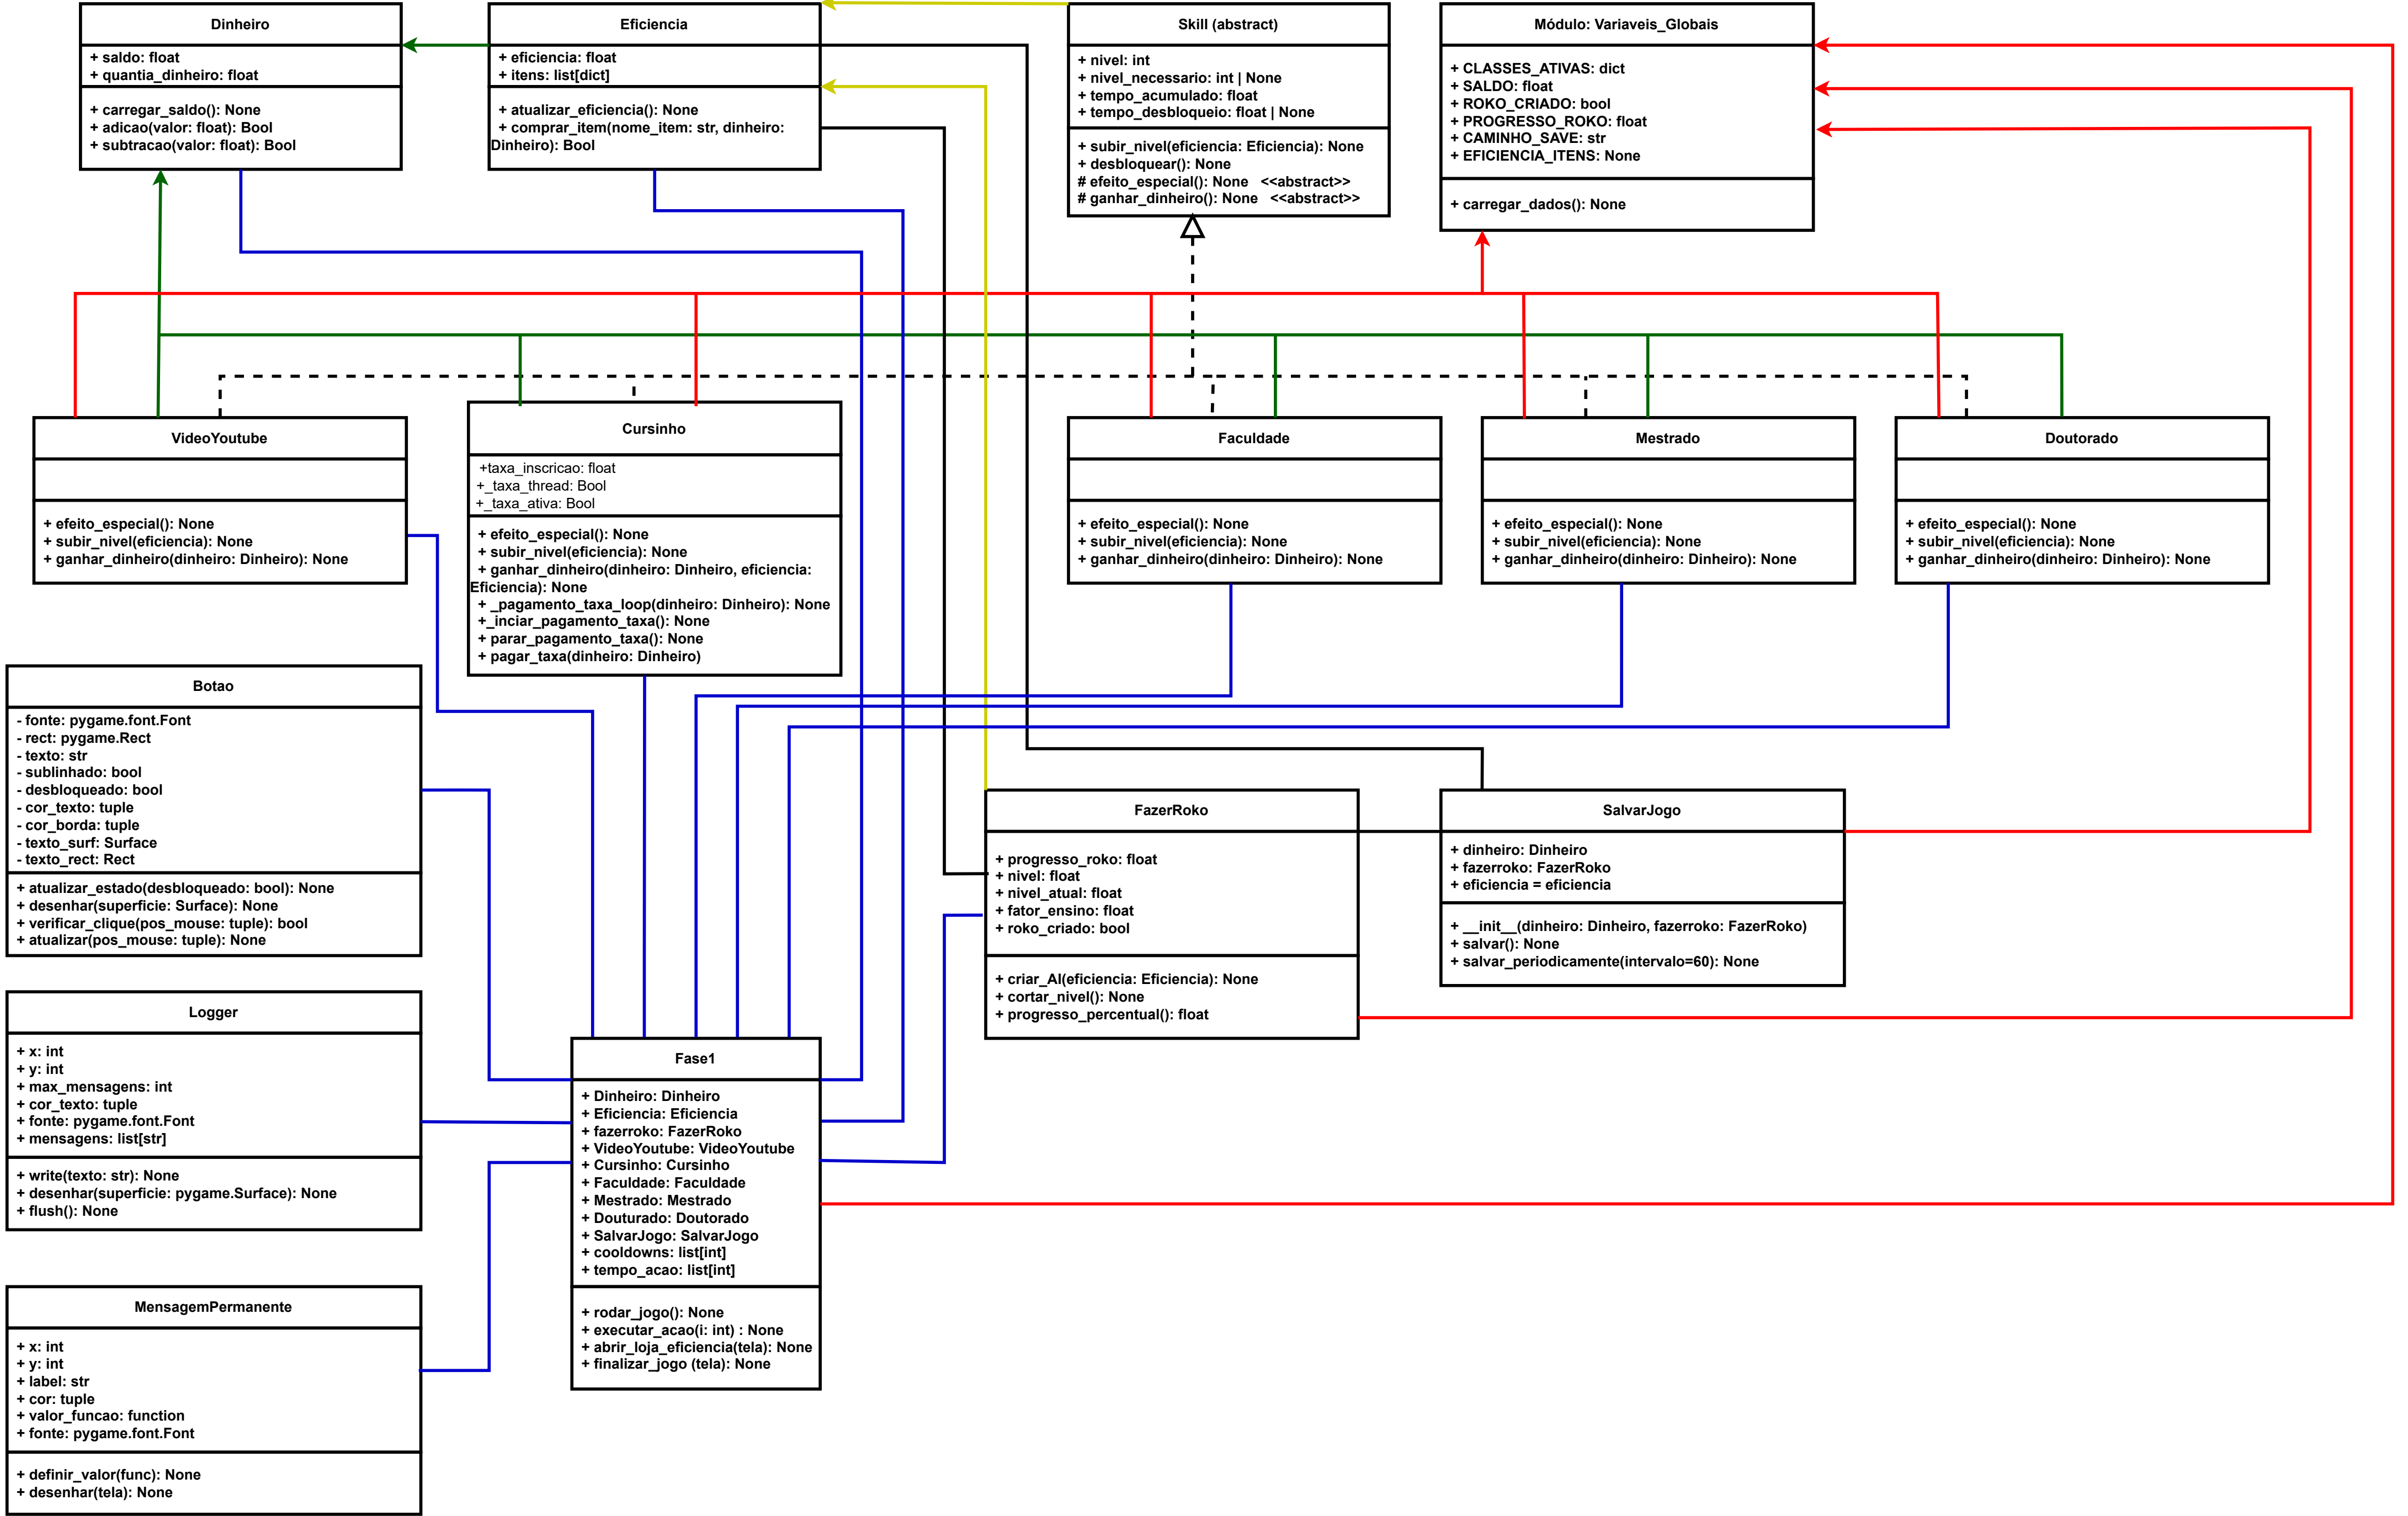 Dinheiro
+ saldo: float
+ quantia_dinheiro: float
+ carregar_saldo(): None
+ adicao(valor: float): Bool
+ subtracao(valor: float): Bool
Eficiencia
+ eficiencia: float
+ itens: list[dict]
+ atualizar_eficiencia(): None
+ comprar_item(nome_item: str, dinheiro:
Dinheiro): Bool
Skill (abstract)
+ nivel: int
+ nivel_necessario: int | None
+ tempo_acumulado: float
+ tempo_desbloqueio: float | None
+ subir_nivel(eficiencia: Eficiencia): None
+ desbloquear(): None
# efeito_especial(): None <<abstract>>
# ganhar_dinheiro(): None <<abstract>>
Módulo: Variaveis_Globais
+ CLASSES_ATIVAS: dict
+ SALDO: float
+ ROKO_CRIADO: bool
+ PROGRESSO_ROKO: float
+ CAMINHO_SAVE: str
+ EFICIENCIA_ITENS: None
+ carregar_dados(): None
VideoYoutube
+ efeito_especial(): None
+ subir_nivel(eficiencia): None
+ ganhar_dinheiro(dinheiro: Dinheiro): None
Cursinho
+taxa_inscricao: float
+_taxa_thread: Bool
+_taxa_ativa: Bool
+ efeito_especial(): None
+ subir_nivel(eficiencia): None
+ ganhar_dinheiro(dinheiro: Dinheiro, eficiencia:
Eficiencia): None
+ _pagamento_taxa_loop(dinheiro: Dinheiro): None
+_inciar_pagamento_taxa(): None
+ parar_pagamento_taxa(): None
+ pagar_taxa(dinheiro: Dinheiro)
Faculdade
+ efeito_especial(): None
+ subir_nivel(eficiencia): None
+ ganhar_dinheiro(dinheiro: Dinheiro): None
Mestrado
+ efeito_especial(): None
+ subir_nivel(eficiencia): None
+ ganhar_dinheiro(dinheiro: Dinheiro): None
Doutorado
+ efeito_especial(): None
+ subir_nivel(eficiencia): None
+ ganhar_dinheiro(dinheiro: Dinheiro): None
Botao
- fonte: pygame.font.Font
- rect: pygame.Rect
- texto: str
- sublinhado: bool
- desbloqueado: bool
- cor_texto: tuple
- cor_borda: tuple
- texto_surf: Surface
- texto_rect: Rect
+ atualizar_estado(desbloqueado: bool): None
+ desenhar(superficie: Surface): None
+ verificar_clique(pos_mouse: tuple): bool
+ atualizar(pos_mouse: tuple): None
FazerRoko
+ progresso_roko: float
+ nivel: float
+ nivel_atual: float
+ fator_ensino: float
+ roko_criado: bool
+ criar_AI(eficiencia: Eficiencia): None
+ cortar_nivel(): None
+ progresso_percentual(): float
SalvarJogo
+ dinheiro: Dinheiro
+ fazerroko: FazerRoko
+ eficiencia = eficiencia
+ __init__(dinheiro: Dinheiro, fazerroko: FazerRoko)
+ salvar(): None
+ salvar_periodicamente(intervalo=60): None
Logger
+ x: int
+ y: int
+ max_mensagens: int
+ cor_texto: tuple
+ fonte: pygame.font.Font
+ mensagens: list[str]
+ write(texto: str): None
+ desenhar(superficie: pygame.Surface): None
+ flush(): None
Fase1
+ Dinheiro: Dinheiro
+ Eficiencia: Eficiencia
+ fazerroko: FazerRoko
+ VideoYoutube: VideoYoutube
+ Cursinho: Cursinho
+ Faculdade: Faculdade
+ Mestrado: Mestrado
+ Douturado: Doutorado
+ SalvarJogo: SalvarJogo
+ cooldowns: list[int]
+ tempo_acao: list[int]
+ rodar_jogo(): None
+ executar_acao(i: int) : None
+ abrir_loja_eficiencia(tela): None
+ finalizar_jogo (tela): None
MensagemPermanente
+ x: int
+ y: int
+ label: str
+ cor: tuple
+ valor_funcao: function
+ fonte: pygame.font.Font
+ definir_valor(func): None
+ desenhar(tela): None